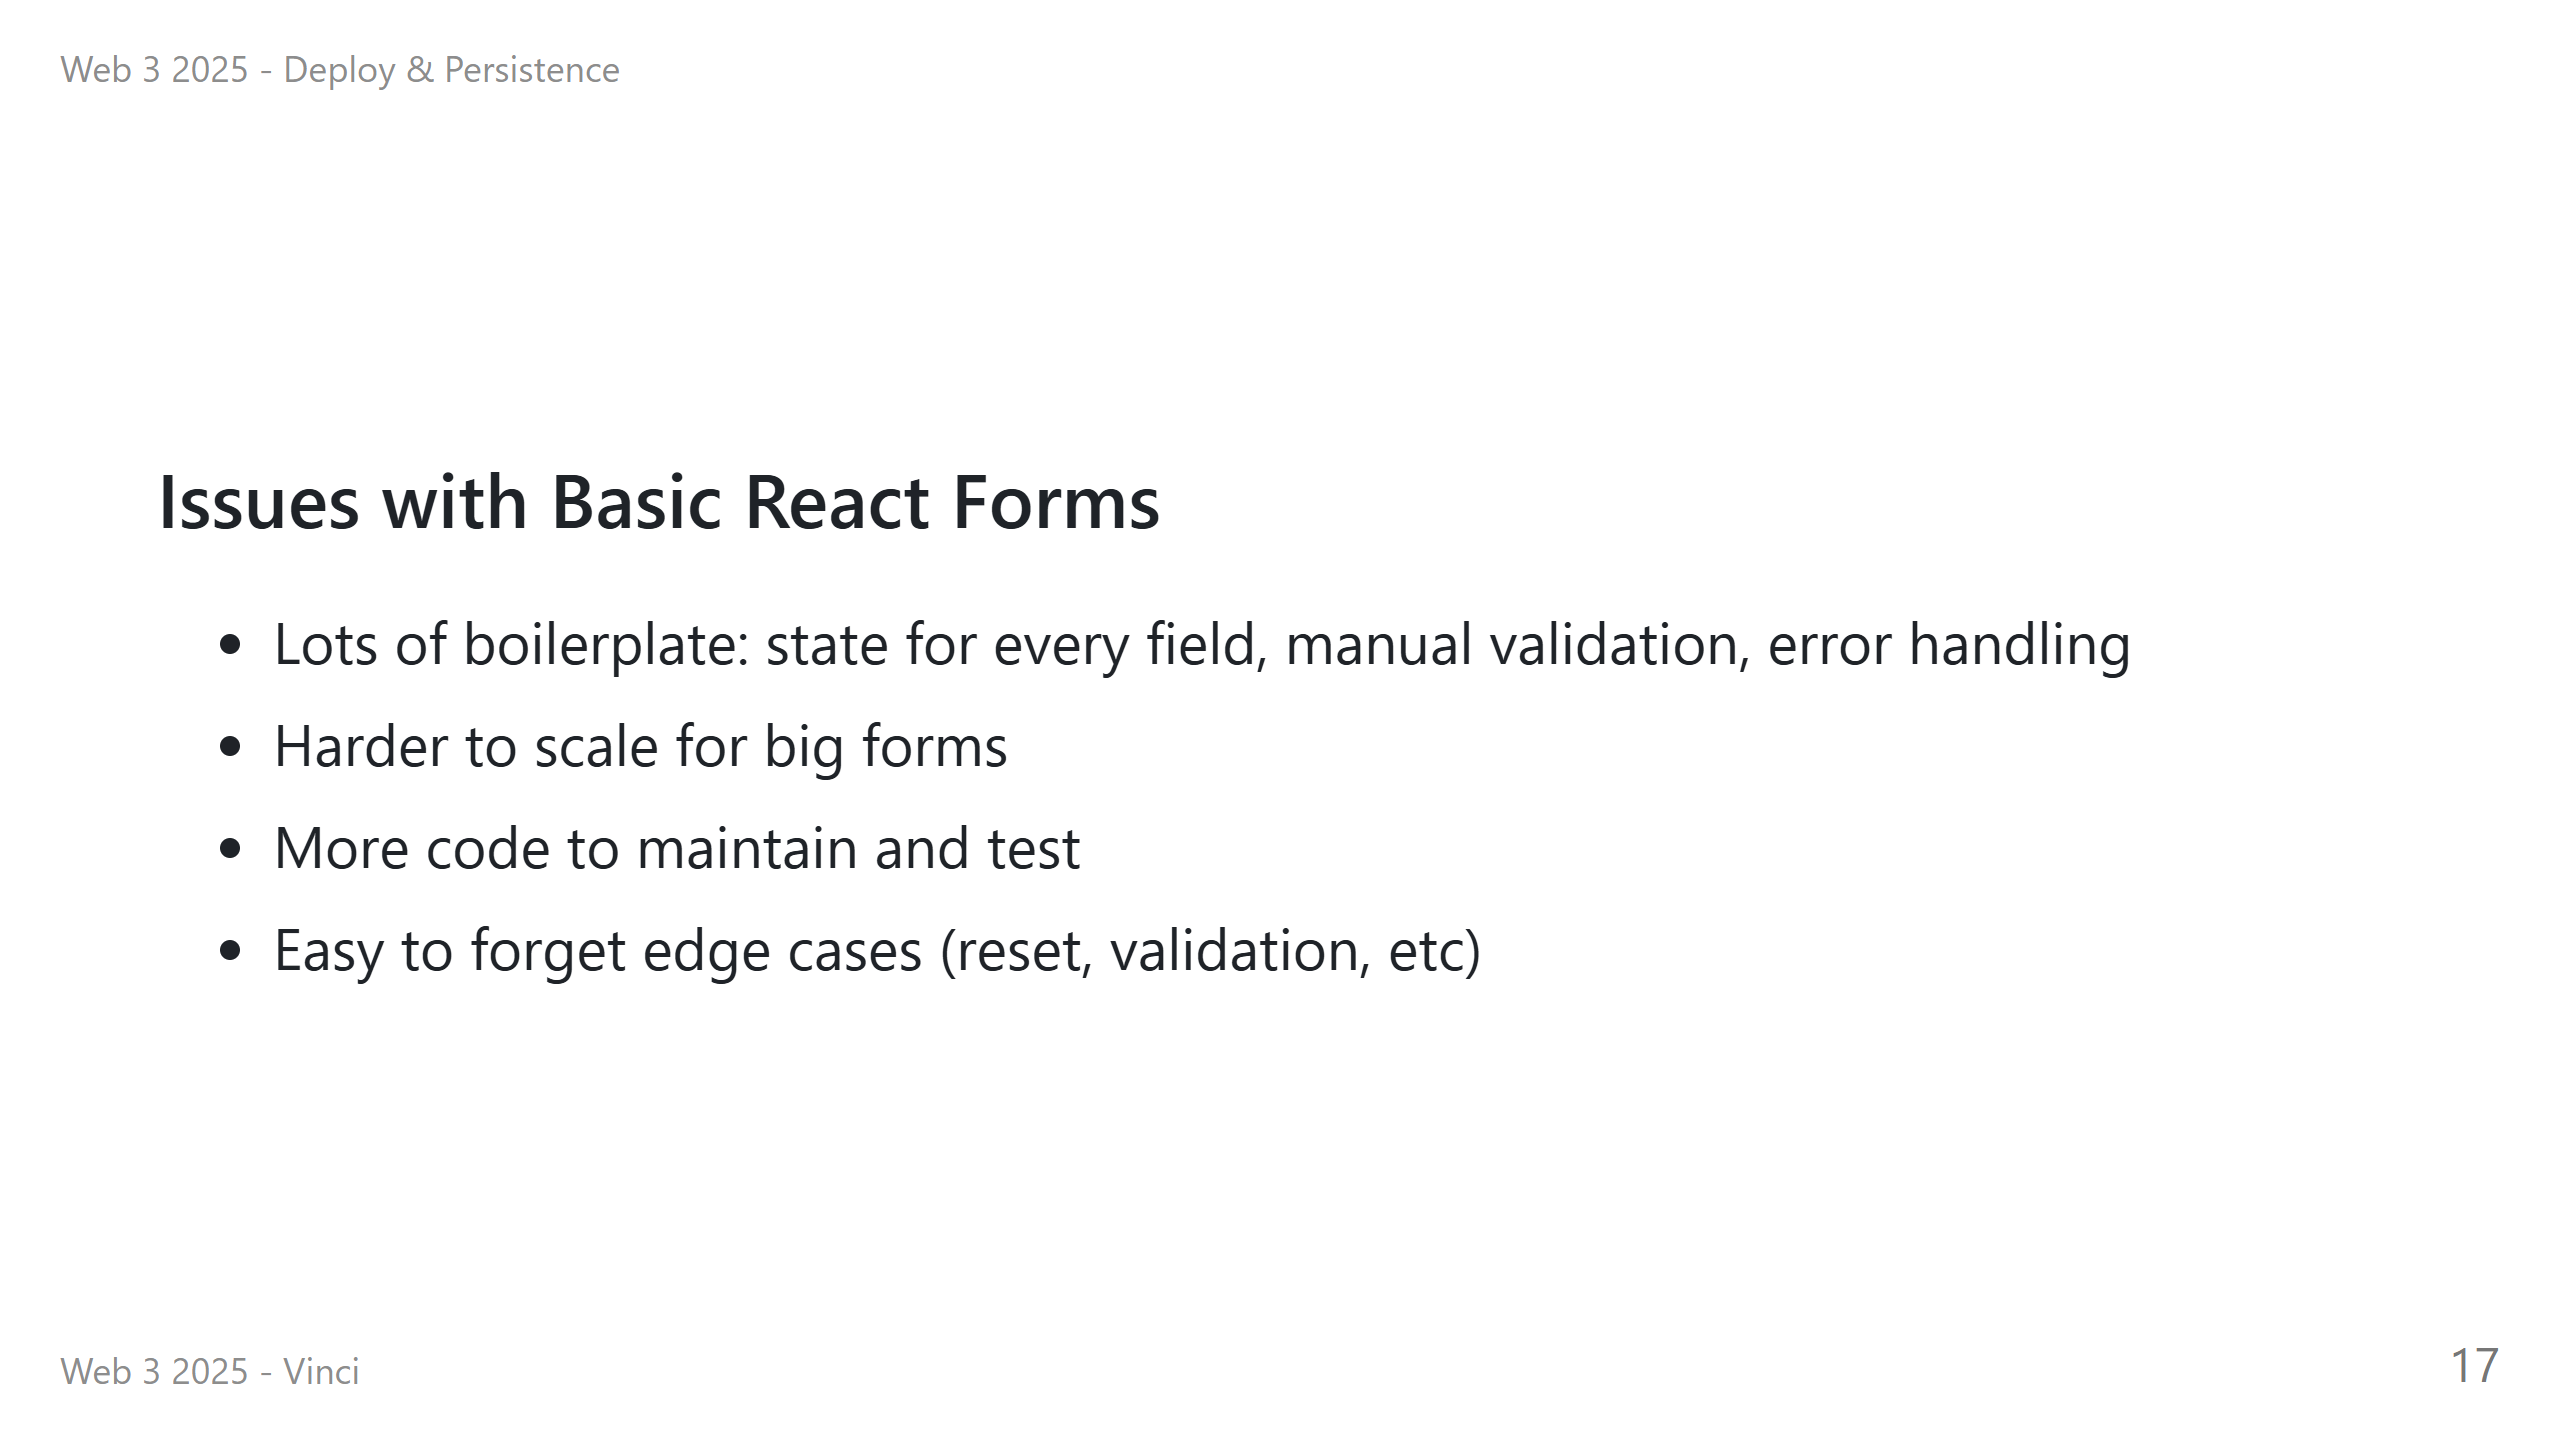 Web 3 2025 - Deploy & Persistence
Issues with Basic React Forms
• Lots of boilerplate: state for every field, manual validation, error handling
• Harder to scale for big forms
• More code to maintain and test
• Easy to forget edge cases (reset, validation, etc)
Web 3 2025 - Vinci
17